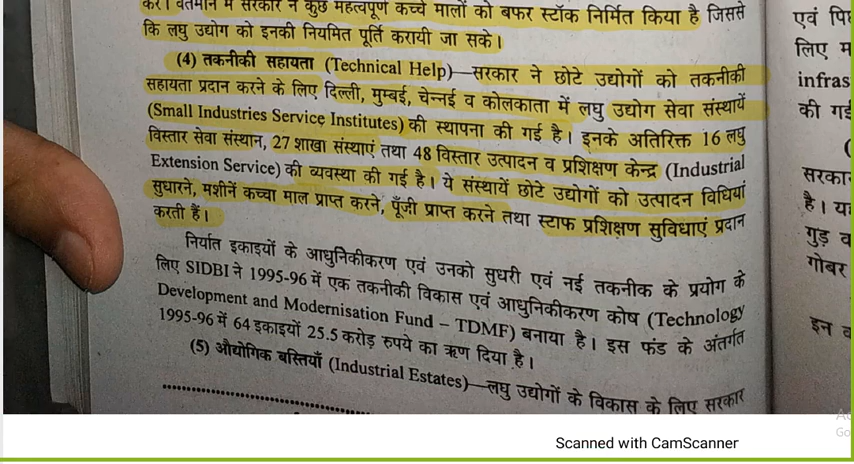 करे। वर्तमान में सरकार ने कुछ महत्वपूर्ण कच्चे मालों को बफर स्टॉक निर्मित किया है जिससे
कि लघु उद्योग को इनकी नियमित पूर्ति करायी जा सके।
(4) तकनीकी सहायता (Technical Help)—सरकार ने छोटे उद्योगों को तकनीकी
सहायता प्रदान करने के लिए दिल्ली, मुम्बई, चेन्नई व कोलकाता में लघु उद्योग सेवा संस्थायें
(Small Industries Service Institutes) की स्थापना की गई है। इनके अतिरिक्त 16 लघु
विस्तार सेवा संस्थान, 27 शाखा संस्थाएं तथा 48 विस्तार उत्पादन व प्रशिक्षण केन्द्र (Industrial
Extension Service) की व्यवस्था की गई है। ये संस्थायें छोटे उद्योगों को उत्पादन विधियां
सुधारने, मशीनें कच्चा माल प्राप्त करने, पूँजी प्राप्त करने तथा स्टाफ प्रशिक्षण सुविधाएं प्रदान
करती हैं।
निर्यात इकाइयों के आधुनिकीकरण एवं उनको सुधरी एवं नई तकनीक के प्रयोग के
लिए SIDBI ने 1995-96 में एक तकनीकी विकास एवं आधुनिकीकरण कोष (Technology
Development and Modernisation Fund – TDMF) बनाया है। इस फंड के अंतर्गत
1995-96 में 64 इकाइयों 25.5 करोड़ रुपये का ऋण दिया है।
(5) औद्योगिक बस्तियाँ (Industrial Estates)—लघु उद्योगों के विकास के लिए सरकार
एवं
लिए
infras
की गई
सरकार
है।
गुड़ व
गोबर
इन
Scanned with CamScanner